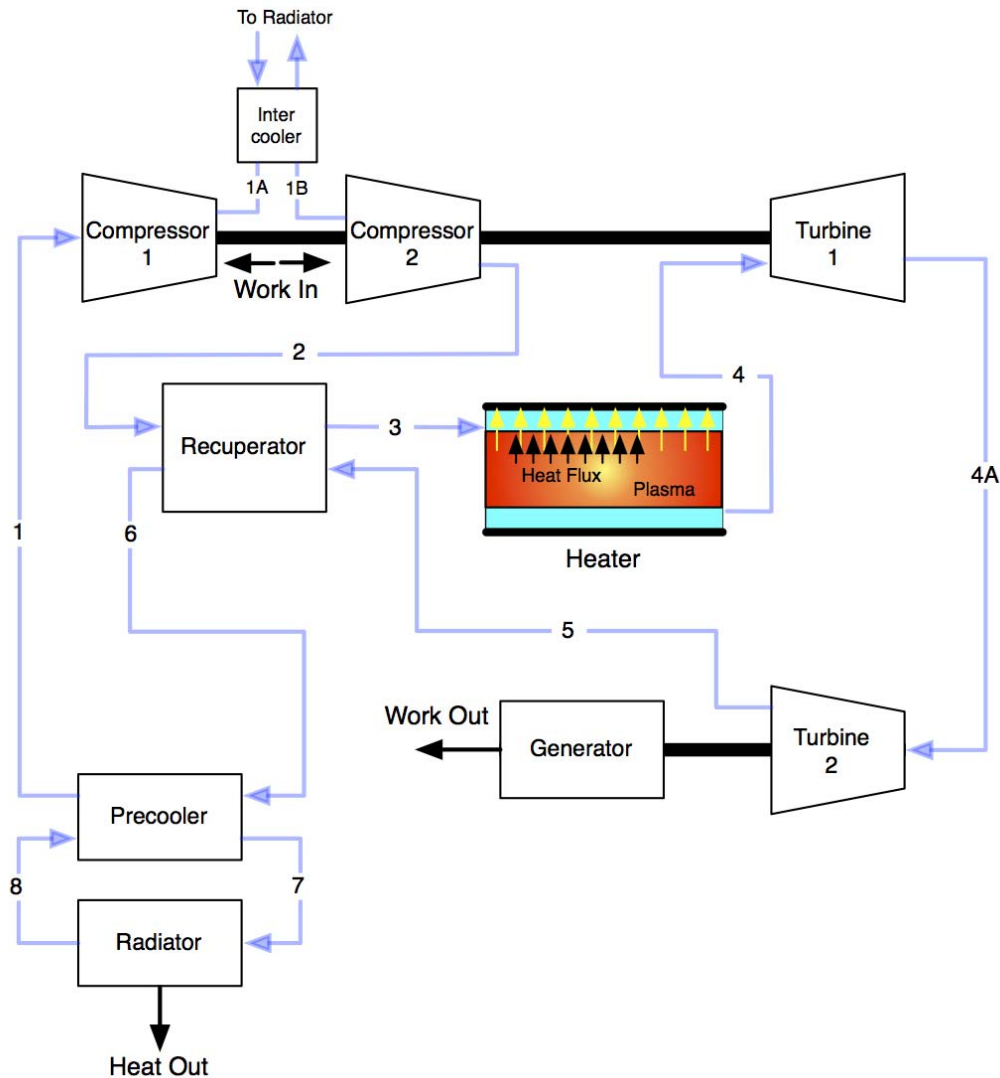 To Radiator
Inter
cooler
1A
1B
Compressor
1
Compressor
2
Turbine
1
Work In
2
4
Recuperator
3
Heat Flux
Plasma
4A
Heater
1
6
5
Work Out
Generator
Turbine
2
Precooler
8
7
Radiator
Heat Out